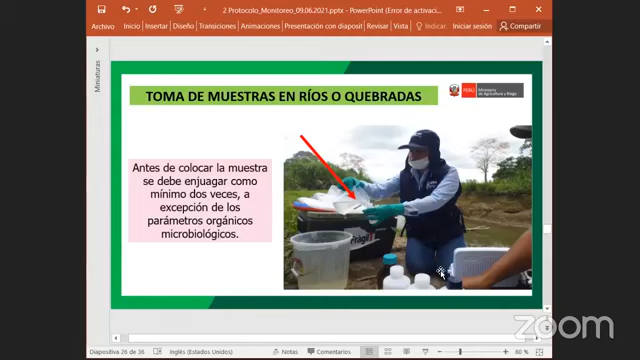 2 Protocolo_Monitoreo_09.06.2021.pptx - PowerPoint (Error de activaci...
Archivo Inicio Insertar Diseño Transiciones Animaciones Presentación con diaposit Revisar Vista Indicar... Iniciar sesión Compartir
Miniaturas
TOMA DE MUESTRAS EN RÍOS O QUEBRADAS
PERÚ Ministerio de Agricultura y Riego
Antes de colocar la muestra
se debe enjuagar como
mínimo dos veces, a
excepción de los
parámetros orgánicos
microbiológicos.
Frágil
zoom
Diapositiva 26 de 36 Inglés (Estados Unidos) Notas Comentarios 80 %